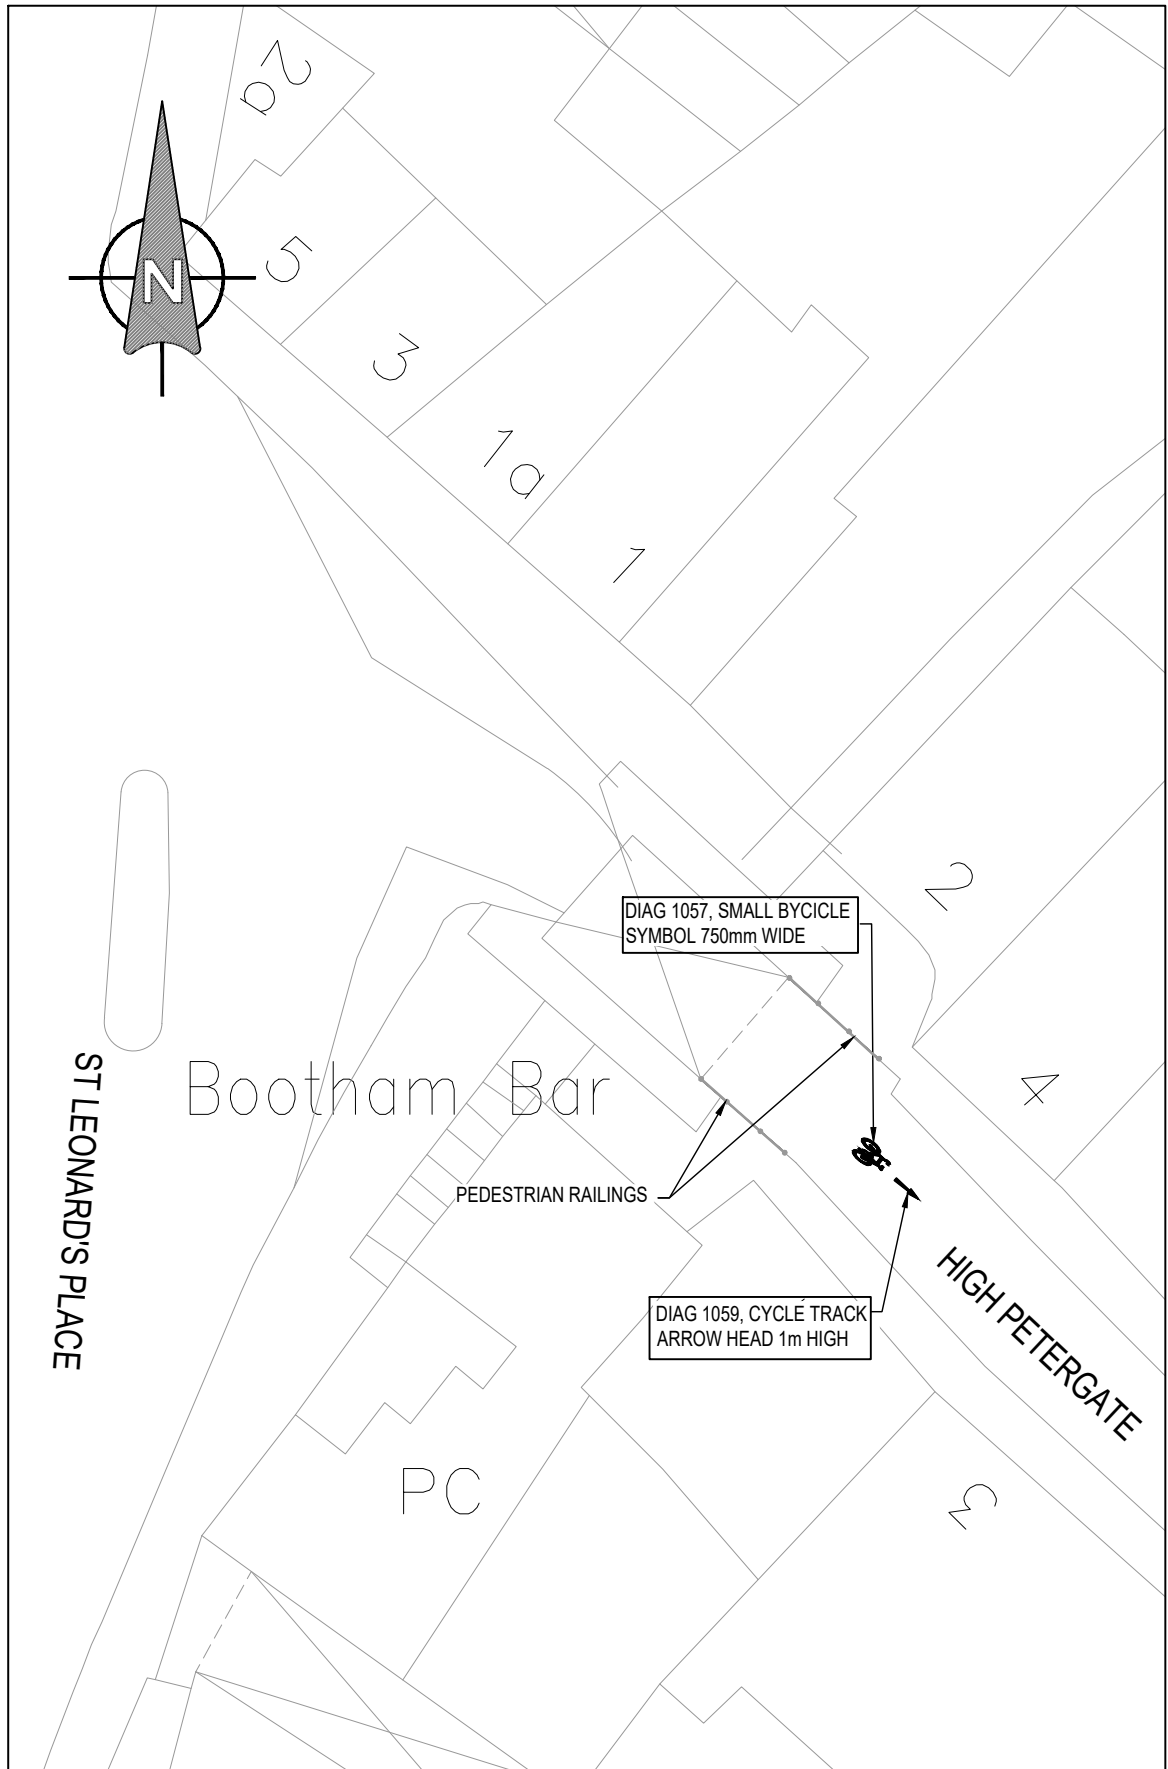 2a
N
5
3
1a
1
2
DIAG 1057, SMALL BYCICLE
SYMBOL 750mm WIDE
Bootham Bar
4
ST LEONARD'S PLACE
PEDESTRIAN RAILINGS
HIGH PETERGATE
DIAG 1059, CYCLE TRACK
ARROW HEAD 1m HIGH
PC
3